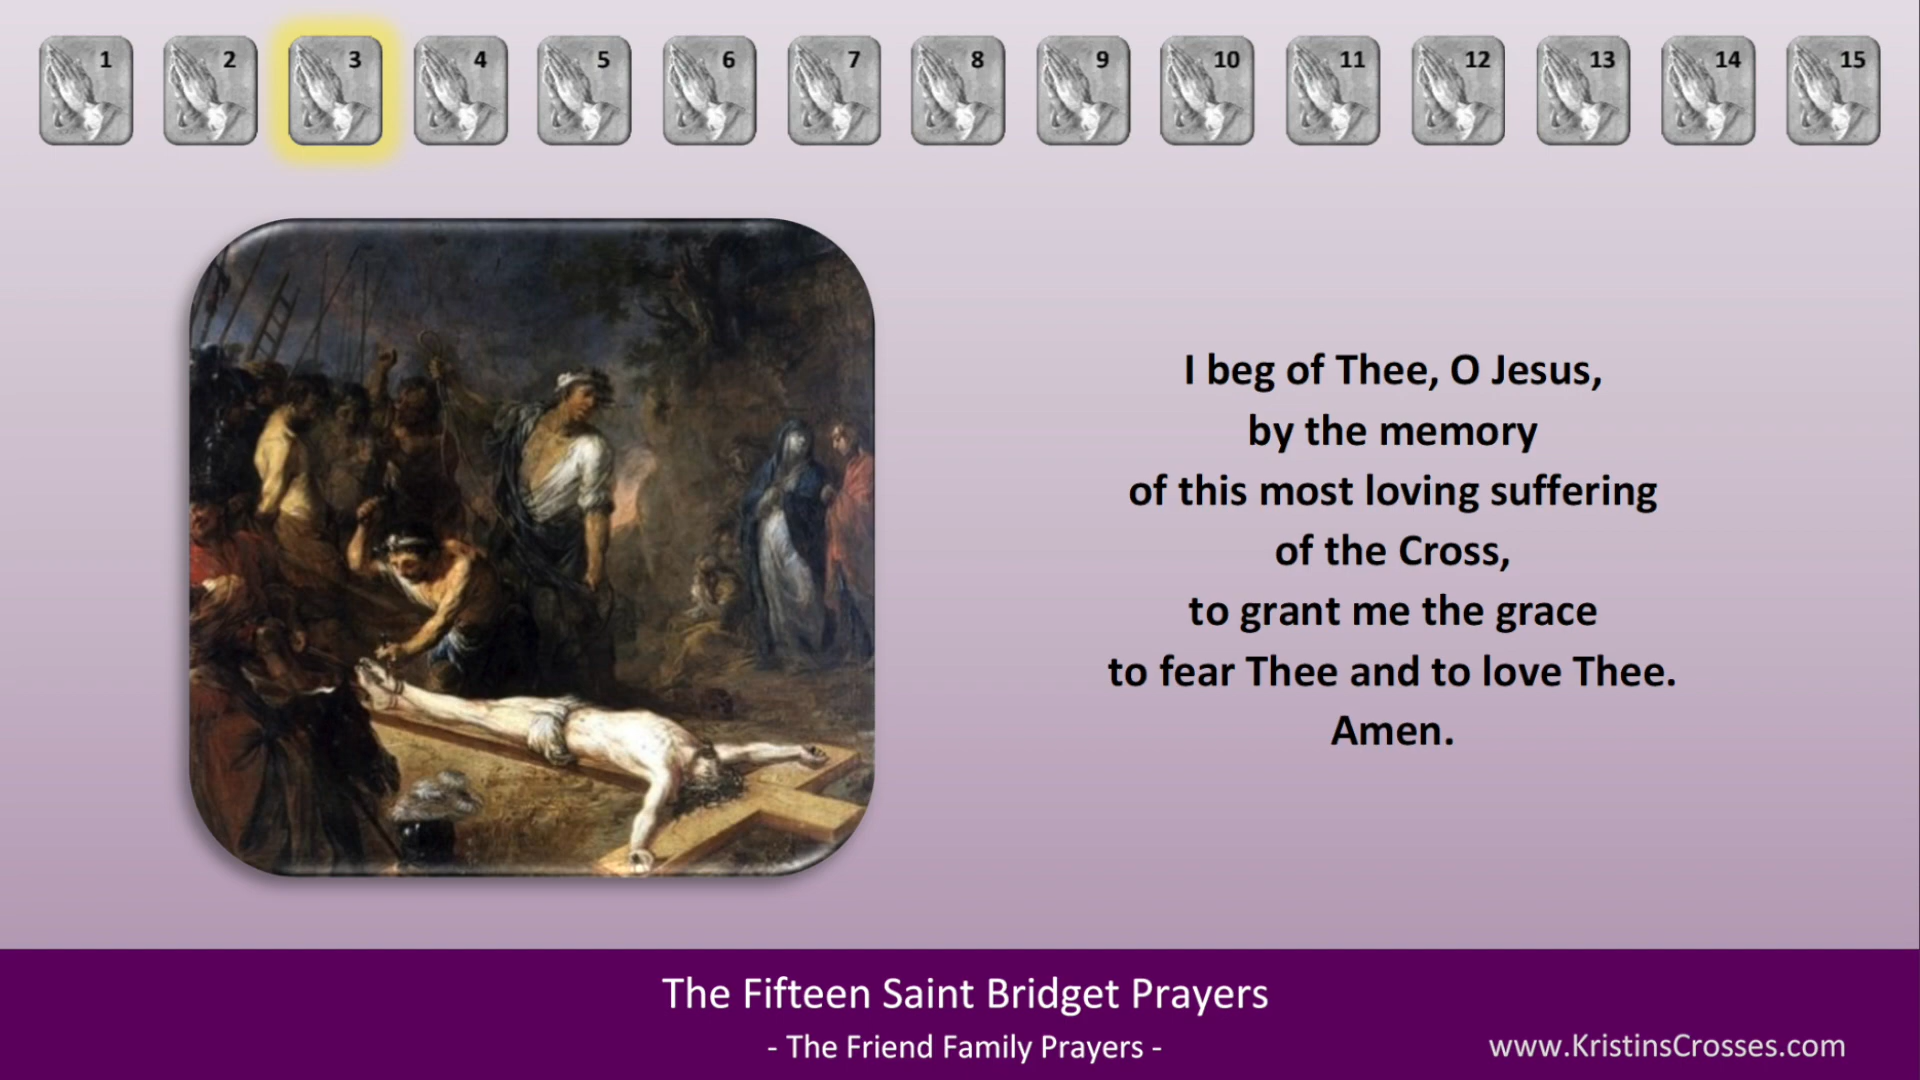 1 2 3 4 5 6 7 8 9 10 11 12 13 14 15
I beg of Thee, O Jesus,
by the memory
of this most loving suffering
of the Cross,
to grant me the grace
to fear Thee and to love Thee.
Amen.
The Fifteen Saint Bridget Prayers
- The Friend Family Prayers -
www.KristinsCrosses.com